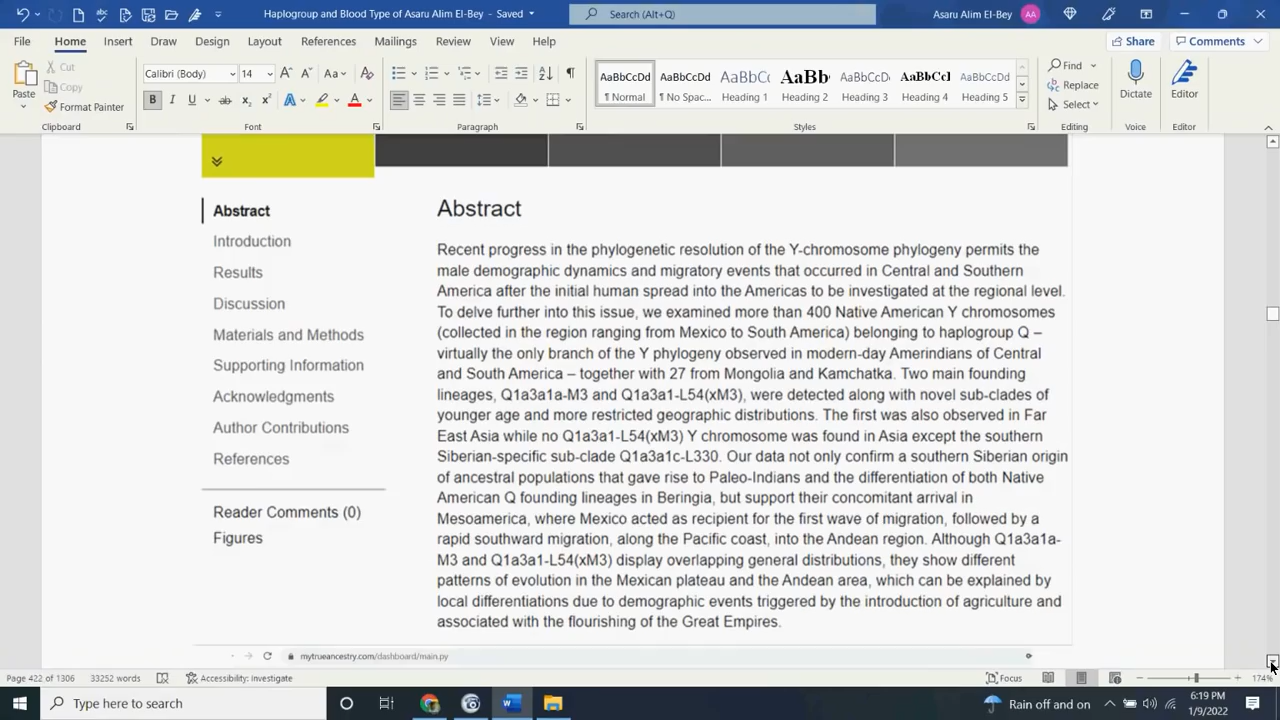 Haplogroup and Blood Type of Asaru Alim El-Bey - Saved
Search (Alt+Q)
Asaru Alim El-Bey
AA
File Home Insert Draw Design Layout References Mailings Review View Help
Share Comments
Paste
Cut
Copy
Format Painter
Calibri (Body) 14
AaBbCcDd AaBbCcDd AaBbCc AaBb AaBbCcDd AaBbCcI AaBbCcDd
¶ Normal ¶ No Spac... Heading 1 Heading 2 Heading 3 Heading 4 Heading 5
Find
Replace
Select
Dictate
Editor
Clipboard Font Paragraph Styles Editing Voice Editor
Abstract
Introduction
Results
Discussion
Materials and Methods
Supporting Information
Acknowledgments
Author Contributions
References
Reader Comments (0)
Figures
Abstract
Recent progress in the phylogenetic resolution of the Y-chromosome phylogeny permits the
male demographic dynamics and migratory events that occurred in Central and Southern
America after the initial human spread into the Americas to be investigated at the regional level.
To delve further into this issue, we examined more than 400 Native American Y chromosomes
(collected in the region ranging from Mexico to South America) belonging to haplogroup Q –
virtually the only branch of the Y phylogeny observed in modern-day Amerindians of Central
and South America – together with 27 from Mongolia and Kamchatka. Two main founding
lineages, Q1a3a1a-M3 and Q1a3a1-L54(xM3), were detected along with novel sub-clades of
younger age and more restricted geographic distributions. The first was also observed in Far
East Asia while no Q1a3a1-L54(xM3) Y chromosome was found in Asia except the southern
Siberian-specific sub-clade Q1a3a1c-L330. Our data not only confirm a southern Siberian origin
of ancestral populations that gave rise to Paleo-Indians and the differentiation of both Native
American Q founding lineages in Beringia, but support their concomitant arrival in
Mesoamerica, where Mexico acted as recipient for the first wave of migration, followed by a
rapid southward migration, along the Pacific coast, into the Andean region. Although Q1a3a1a-
M3 and Q1a3a1-L54(xM3) display overlapping general distributions, they show different
patterns of evolution in the Mexican plateau and the Andean area, which can be explained by
local differentiations due to demographic events triggered by the introduction of agriculture and
associated with the flourishing of the Great Empires.
mytrueancestry.com/dashboard/main.py
Page 422 of 1306 33252 words Accessibility: Investigate Focus 174%
Type here to search
Rain off and on
6:19 PM
1/9/2022